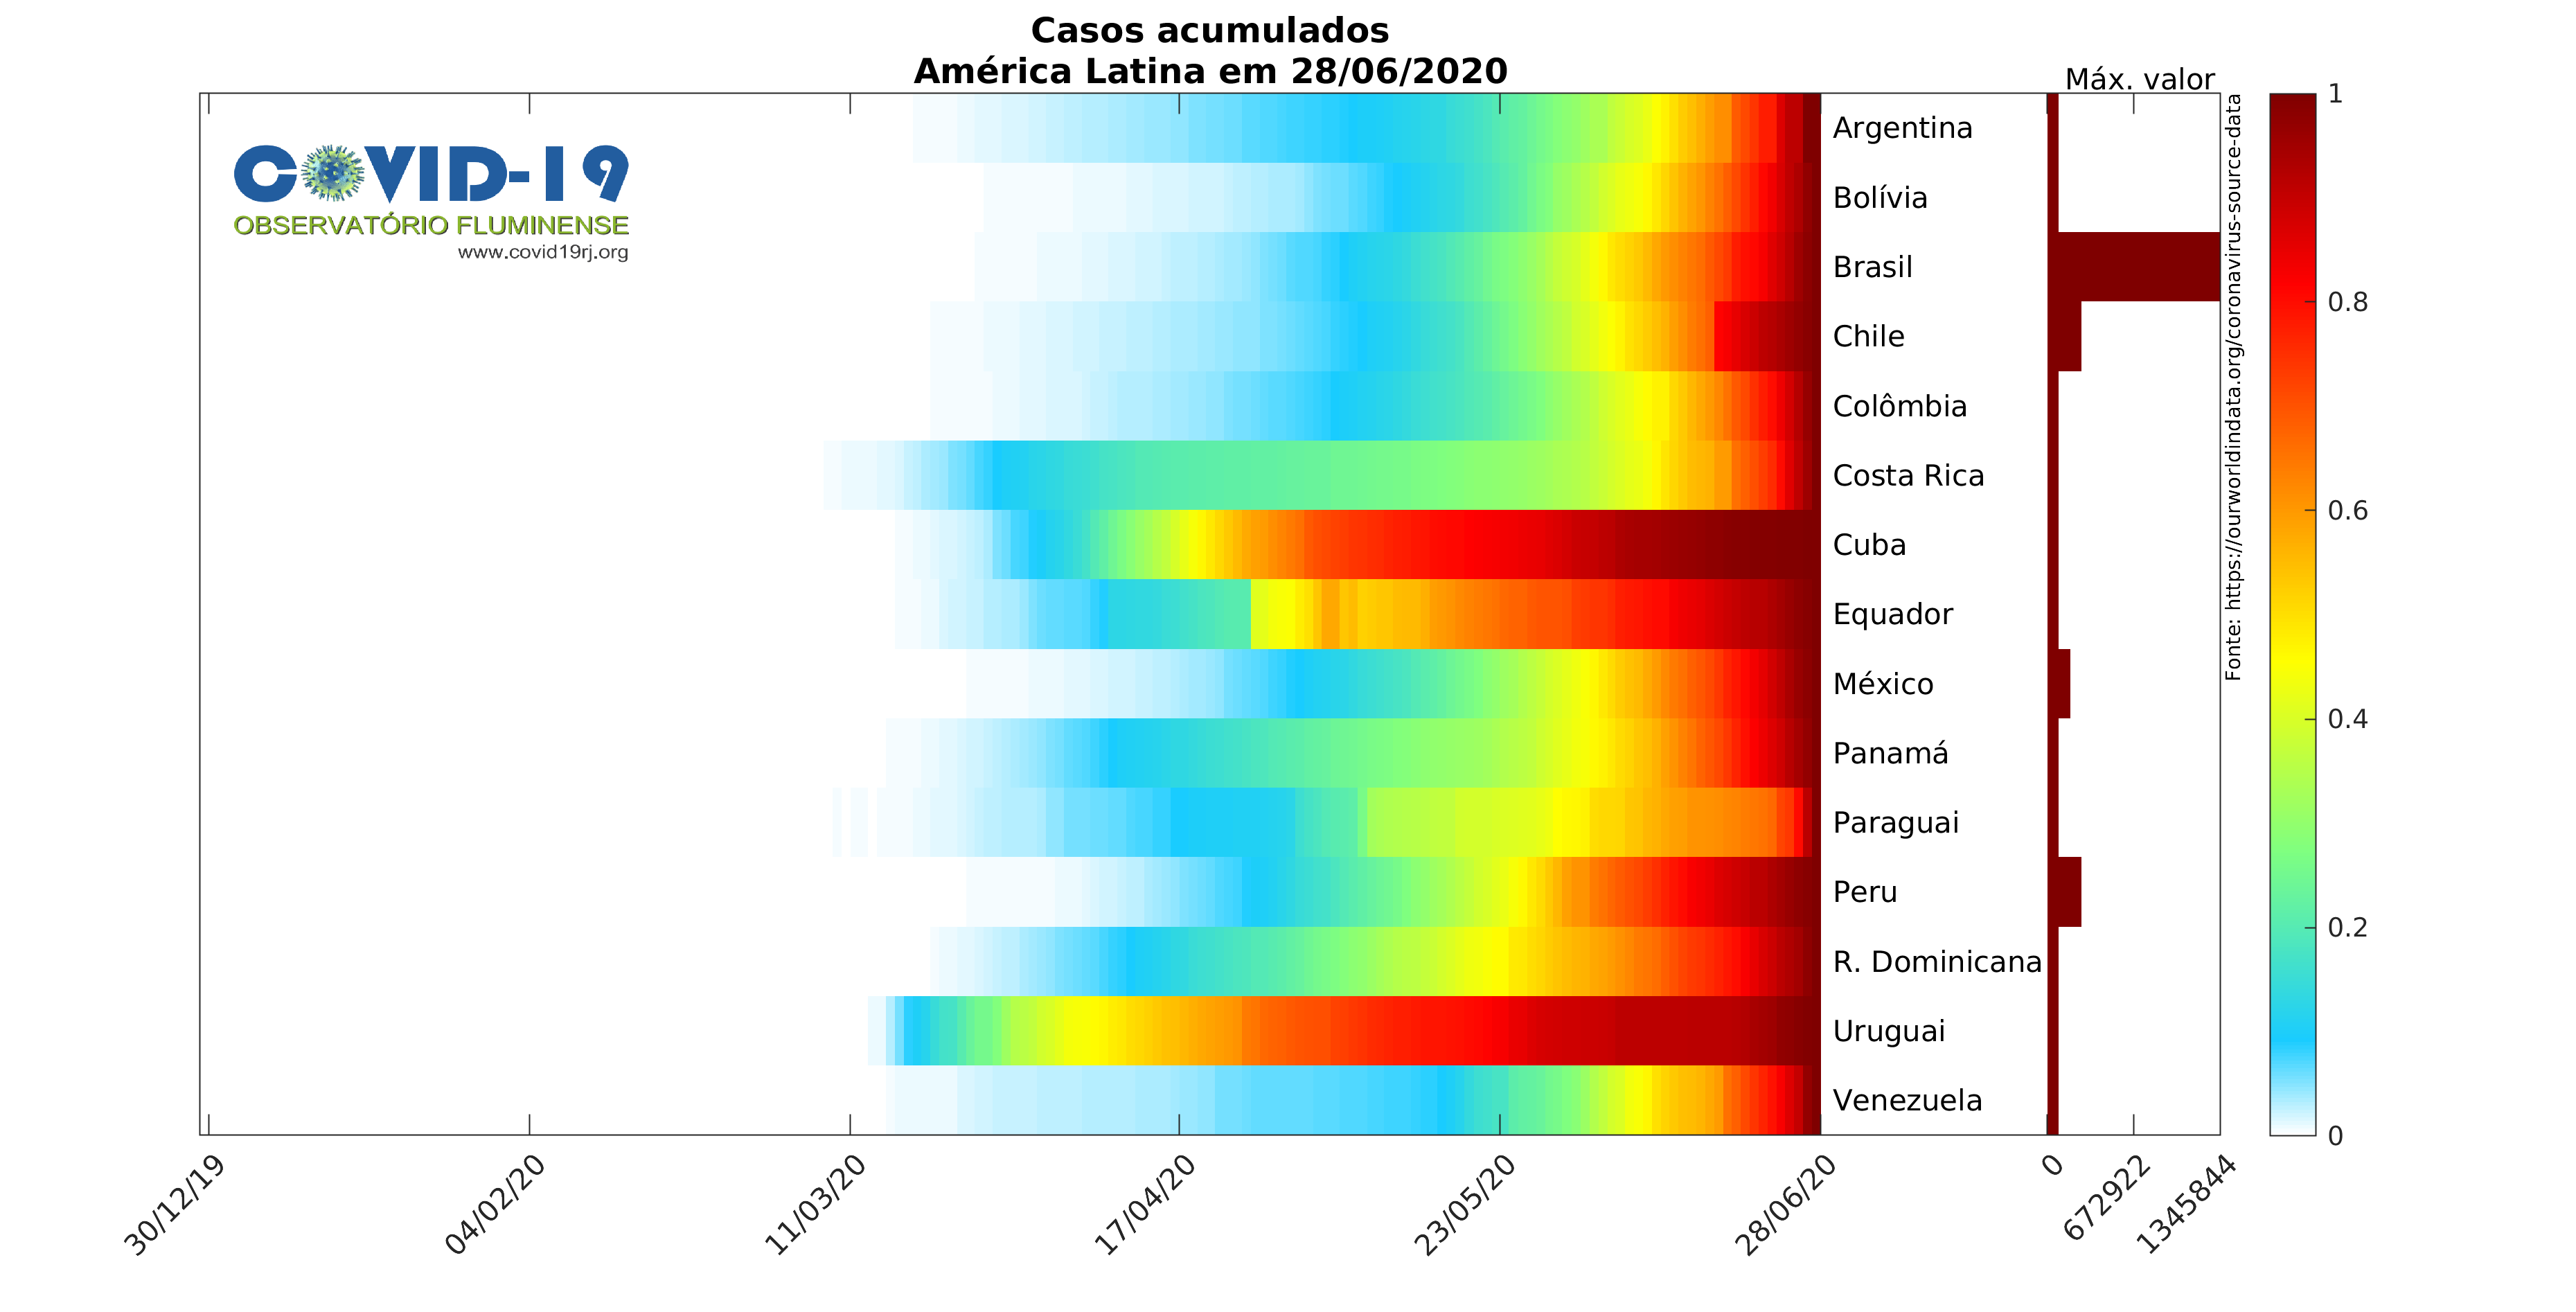 Casos acumulados
América Latina em 28/06/2020
Máx. valor
COVID-19
OBSERVATÓRIO FLUMINENSE
www.covid19rj.org
Argentina
Bolívia
Brasil
Chile
Colômbia
Costa Rica
Cuba
Equador
México
Panamá
Paraguai
Peru
R. Dominicana
Uruguai
Venezuela
Fonte: https://ourworldindata.org/coronavirus-source-data
1
0.8
0.6
0.4
0.2
0
30/12/19
04/02/20
11/03/20
17/04/20
23/05/20
28/06/20
0
672922
1345844